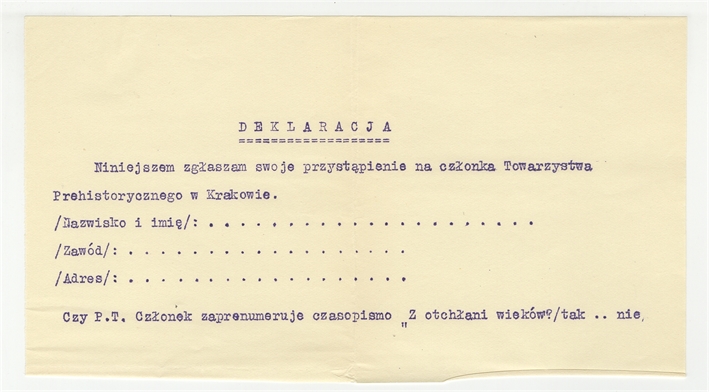 DEKLARACJA
===================
Niniejszem zgłaszam swoje przystąpienie na członka Towarzystwa
Prehistorycznego w Krakowie.
/Nazwisko i imię/: . . . . . . . . . . . . . . . . . . . . .
/Zawód/: . . . . . . . . . . . . . . . . . .
/Adres/: . . . . . . . . . . . . . . . . . .
Czy P.T. Członek zaprenumeruje czasopismo „Z otchłani wieków?/tak .. nie,